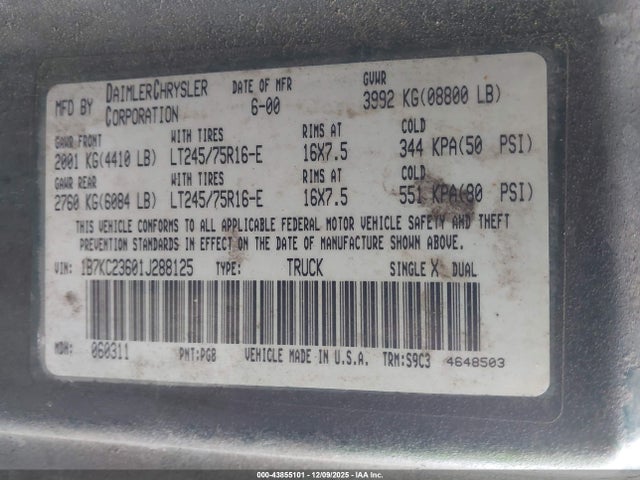 MFD BY DAIMLERCHRYSLER CORPORATION DATE OF MFR 6-00 GVWR 3992 KG(08800 LB)
GAWR FRONT WITH TIRES RIMS AT COLD
2001 KG(4410 LB) LT245/75R16-E 16X7.5 344 KPA(50 PSI)
GAWR REAR WITH TIRES RIMS AT COLD
2760 KG(6084 LB) LT245/75R16-E 16X7.5 551 KPA(80 PSI)
THIS VEHICLE CONFORMS TO ALL APPLICABLE FEDERAL MOTOR VEHICLE SAFETY AND THEFT
PREVENTION STANDARDS IN EFFECT ON THE DATE OF MANUFACTURE SHOWN ABOVE.
VIN: 1B7KC23601J288125 TYPE: TRUCK SINGLE X DUAL
MDH: 060311 PNT:PGB VEHICLE MADE IN U.S.A. TRM:S9C3 4648503
000-43855101 - 12/09/2025 - IAA Inc.